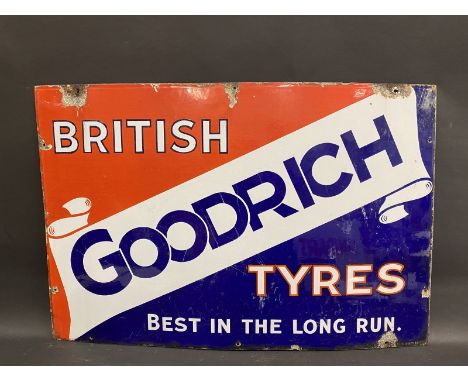 BRITISH
GOODRICH
TYRES
BEST IN THE LONG RUN.